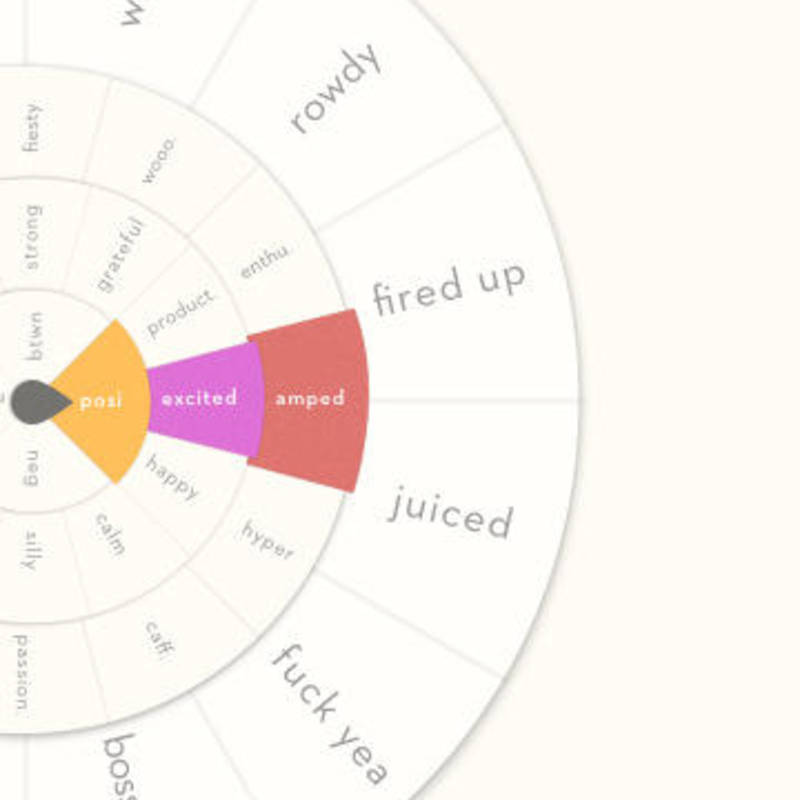 w
rowdy
fiesty
wooo.
strong
grateful
enthu.
fired up
product.
btwn
posi
excited
amped
neg
happy
juiced
silly
calm
hyper
caff.
passion.
fuck yea
boss